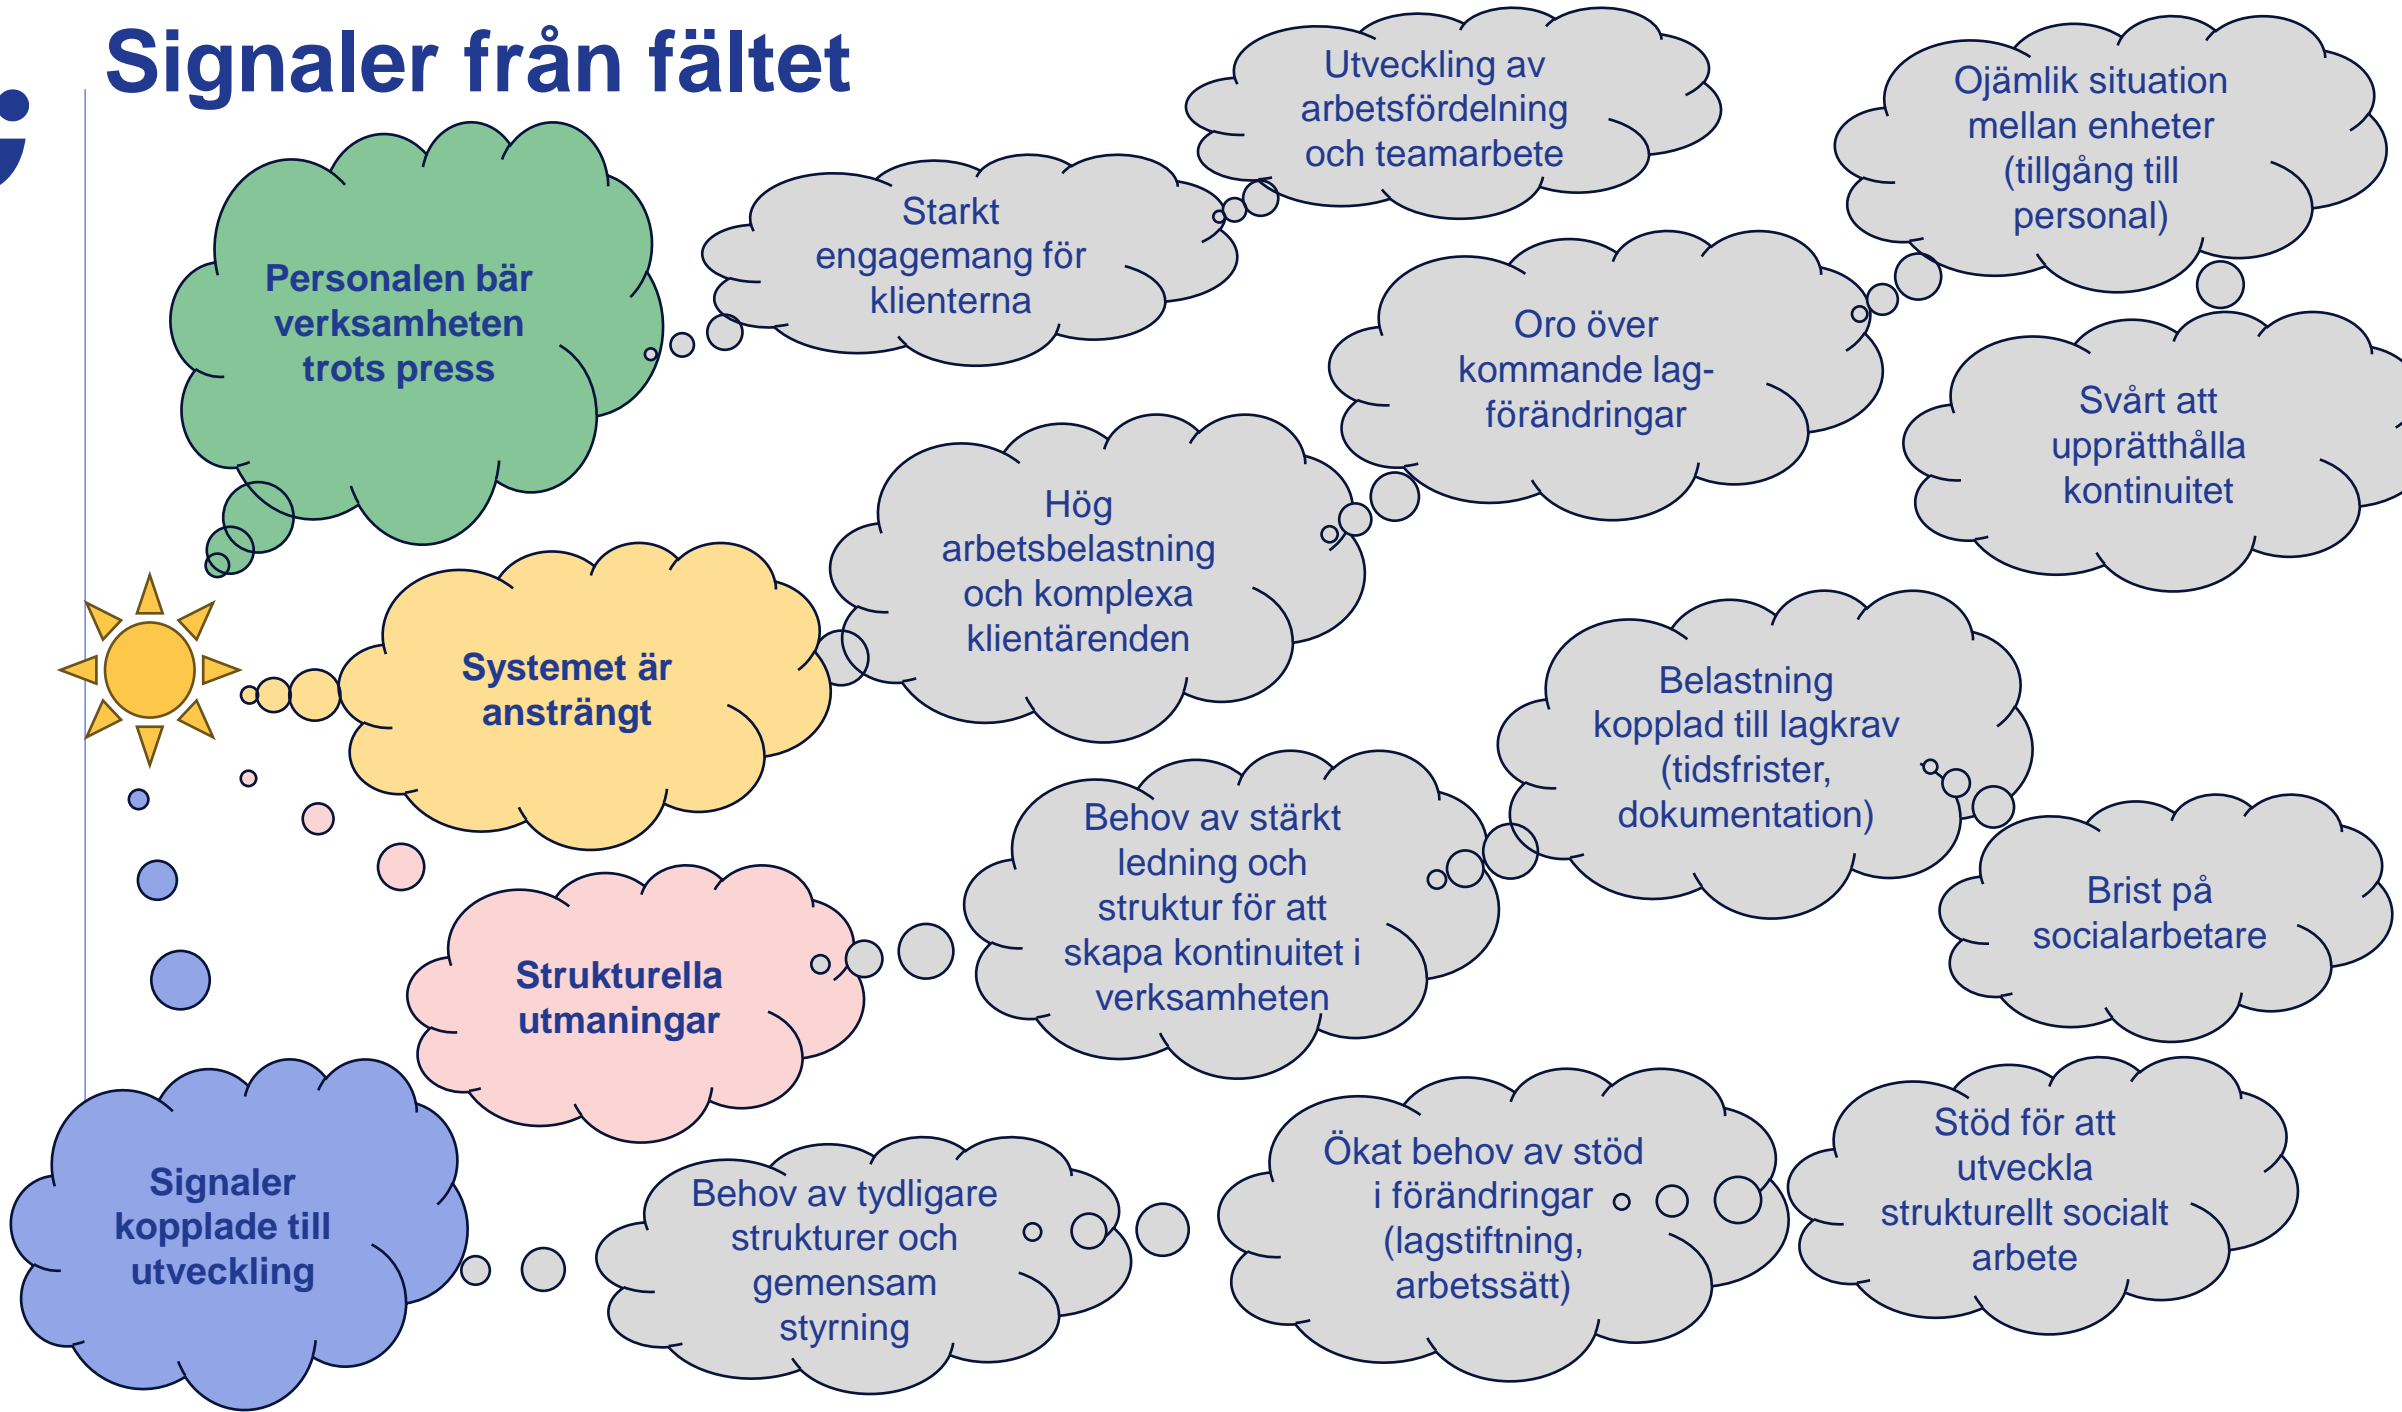 Signaler från fältet
Personalen bär
verksamheten
trots press
Starkt
engagemang för
klienterna
Utveckling av
arbetsfördelning
och teamarbete
Systemet är
ansträngt
Hög
arbetsbelastning
och komplexa
klientärenden
Oro över
kommande lag-
förändringar
Ojämlik situation
mellan enheter
(tillgång till
personal)
Svårt att
upprätthålla
kontinuitet
Strukturella
utmaningar
Behov av stärkt
ledning och
struktur för att
skapa kontinuitet i
verksamheten
Belastning
kopplad till lagkrav
(tidsfrister,
dokumentation)
Brist på
socialarbetare
Signaler
kopplade till
utveckling
Behov av tydligare
strukturer och
gemensam
styrning
Ökat behov av stöd
i förändringar
(lagstiftning,
arbetssätt)
Stöd för att
utveckla
strukturellt socialt
arbete